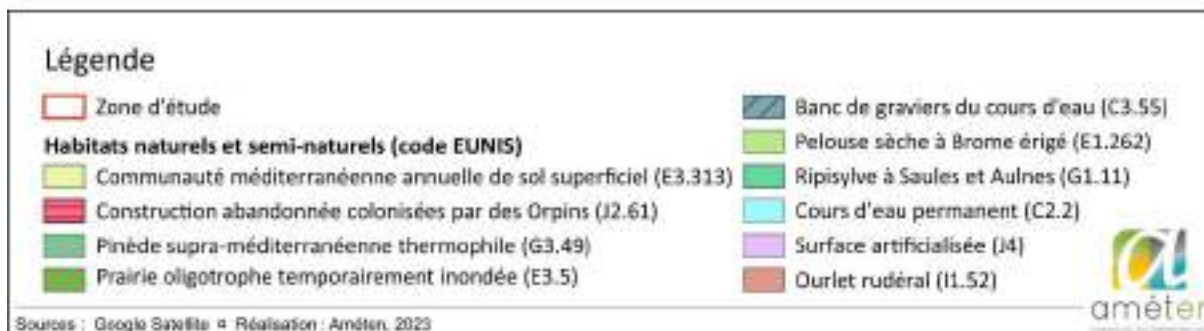 Légende
Zone d'étude
Habitats naturels et semi-naturels (code EUNIS)
Communauté méditerranéenne annuelle de sol superficiel (E3.313)
Construction abandonnée colonisées par des Orpins (J2.61)
Pinède supra-méditerranéenne thermophile (G3.49)
Prairie oligotrophe temporairement inondée (E3.5)
Banc de graviers du cours d'eau (C3.55)
Pelouse sèche à Brome érigé (E1.262)
Ripisylve à Saules et Aulnes (G1.11)
Cours d'eau permanent (C2.2)
Surface artificialisée (J4)
Ourlet rudéral (I1.52)
améten
Sources : Google Satellite ¤ Réalisation : Améten, 2023